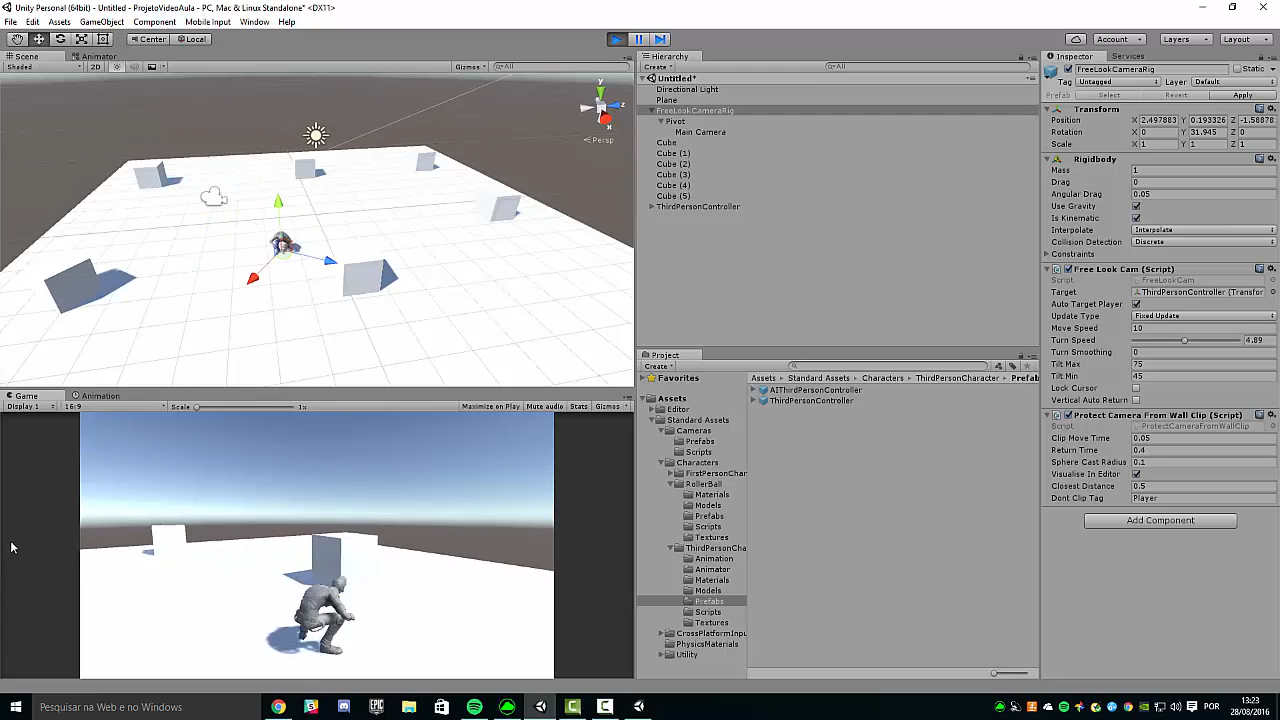 Unity Personal (64bit) - Untitled - ProjetoVideoAula - PC, Mac & Linux Standalone* <DX11>
File Edit Assets GameObject Component Mobile Input Window Help
Center Local Account Layers Layout
Scene Animator
Shaded 2D Gizmos All
y
z
x
Persp
Hierarchy
Create All
Untitled*
Directional Light
Plane
FreeLookCameraRig
Pivot
Main Camera
Cube
Cube (1)
Cube (2)
Cube (3)
Cube (4)
Cube (5)
ThirdPersonController
Inspector Services
FreeLookCameraRig Static
Tag Untagged Layer Default
Prefab Select Revert Apply
Transform
Position X 2.497883 Y 0.193326 Z -1.58878
Rotation X 0 Y 31.945 Z 0
Scale X 1 Y 1 Z 1
Rigidbody
Mass 1
Drag 0
Angular Drag 0.05
Use Gravity
Is Kinematic
Interpolate Interpolate
Collision Detection Discrete
Constraints
Free Look Cam (Script)
Script FreeLookCam
Target ThirdPersonController (Transfor
Auto Target Player
Update Type Fixed Update
Move Speed 10
Turn Speed 4.89
Turn Smoothing 0
Tilt Max 75
Tilt Min 45
Lock Cursor
Vertical Auto Return
Protect Camera From Wall Clip (Script)
Script ProtectCameraFromWallClip
Clip Move Time 0.05
Return Time 0.4
Sphere Cast Radius 0.1
Visualise In Editor
Closest Distance 0.5
Dont Clip Tag Player
Add Component
Game Animation
Display 1 16:9 Scale 1x Maximize on Play Mute audio Stats Gizmos
Project
Create
Favorites
Assets
Editor
Standard Assets
Cameras
Prefabs
Scripts
Characters
FirstPersonChar
RollerBall
Materials
Models
Prefabs
Scripts
Textures
ThirdPersonCha
Animation
Animator
Materials
Models
Prefabs
Scripts
Textures
CrossPlatformInpu
PhysicsMaterials
Utility
Assets Standard Assets Characters ThirdPersonCharacter Prefab
AIThirdPersonController
ThirdPersonController
Pesquisar na Web e no Windows
EPIC
POR
13:23
28/08/2016